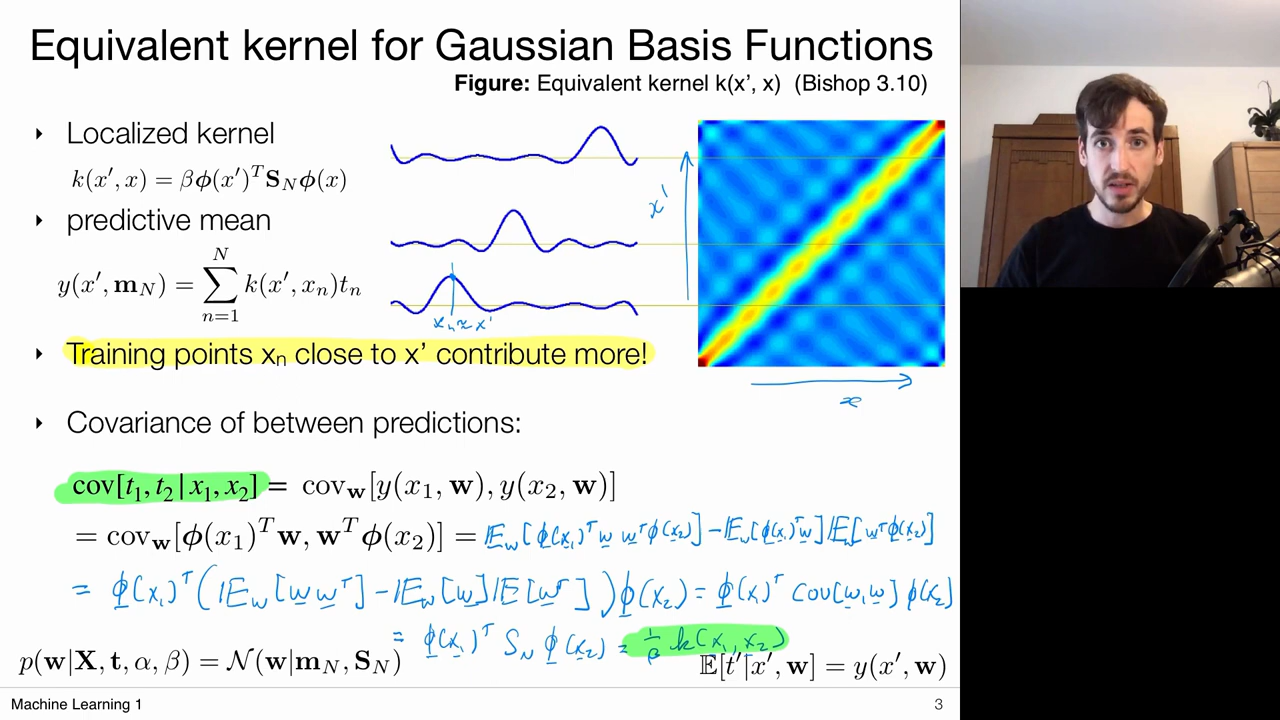 Equivalent kernel for Gaussian Basis Functions
Figure: Equivalent kernel k(x’, x) (Bishop 3.10)
‣ Localized kernel
k(x′, x) = βϕ(x′)ᵀS_Nϕ(x)
‣ predictive mean
y(x′, m_N) = ∑_{n=1}^{N} k(x′, x_n)t_n
x_n ≈ x'
x'
x
‣ Training points xₙ close to x’ contribute more!
‣ Covariance of between predictions:
cov[t₁, t₂ | x₁, x₂] = cov_w[y(x₁, w), y(x₂, w)]
= cov_w[ϕ(x₁)ᵀw, wᵀϕ(x₂)] = 𝔼_w[ϕ(x₁)ᵀw wᵀϕ(x₂)] − 𝔼_w[ϕ(x₁)ᵀw]𝔼[wᵀϕ(x₂)]
= ϕ(x₁)ᵀ(𝔼_w[w wᵀ] − 𝔼_w[w]𝔼[wᵀ])ϕ(x₂) = ϕ(x₁)ᵀ cov[w,w] ϕ(x₂)
= ϕ(x₁)ᵀ S_N ϕ(x₂) = 1/β k(x₁, x₂)
p(w|X, t, α, β) = 𝒩(w|m_N, S_N)
𝔼[t′|x′, w] = y(x′, w)
Machine Learning 1
3